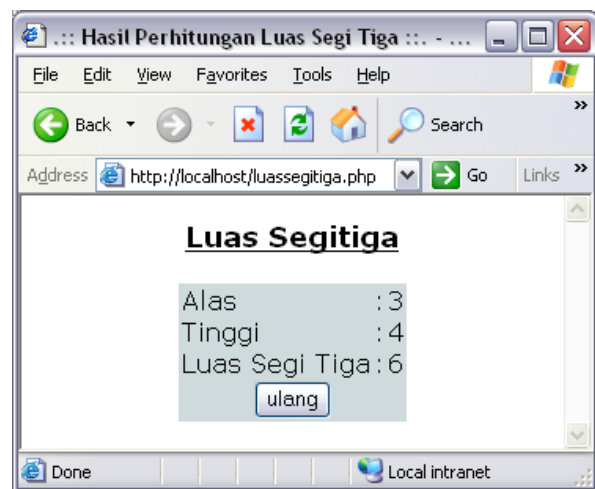 .:: Hasil Perhitungan Luas Segi Tiga ::. - ...
File Edit View Favorites Tools Help
Back Search »
Address http://localhost/luassegitiga.php Go Links »
Luas Segitiga
Alas : 3
Tinggi : 4
Luas Segi Tiga : 6
ulang
Done Local intranet